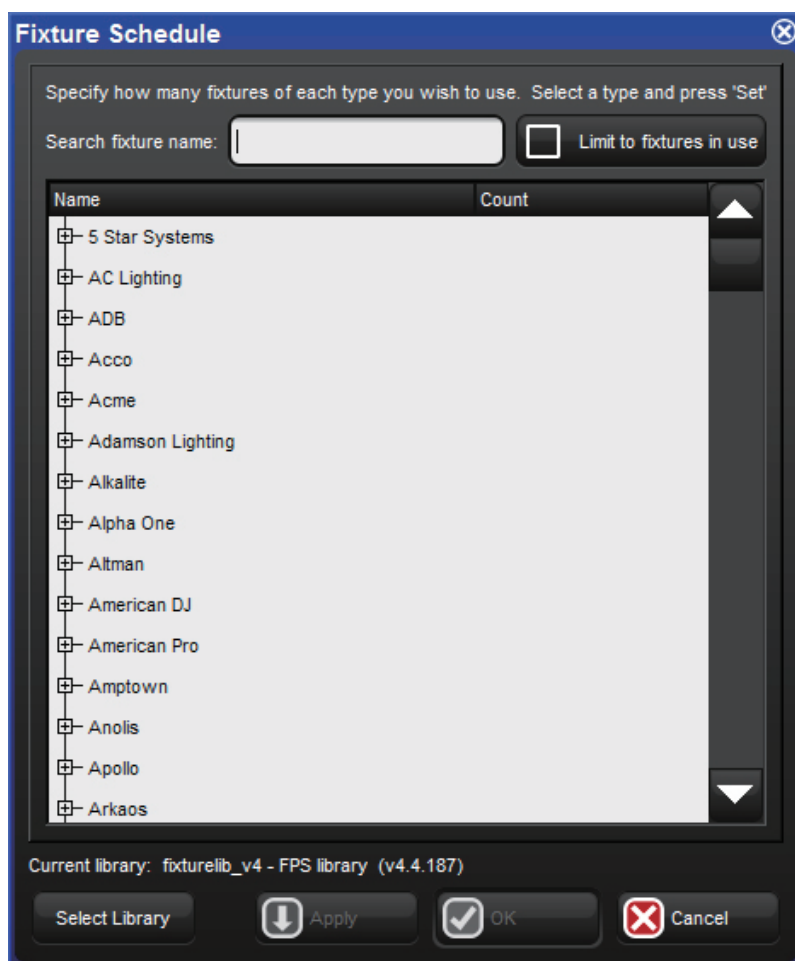 Fixture Schedule
Specify how many fixtures of each type you wish to use. Select a type and press 'Set'
Search fixture name:
Limit to fixtures in use
Name Count
5 Star Systems
AC Lighting
ADB
Acco
Acme
Adamson Lighting
Alkalite
Alpha One
Altman
American DJ
American Pro
Amptown
Anolis
Apollo
Arkaos
Current library: fixturelib_v4 - FPS library (v4.4.187)
Select Library Apply OK Cancel